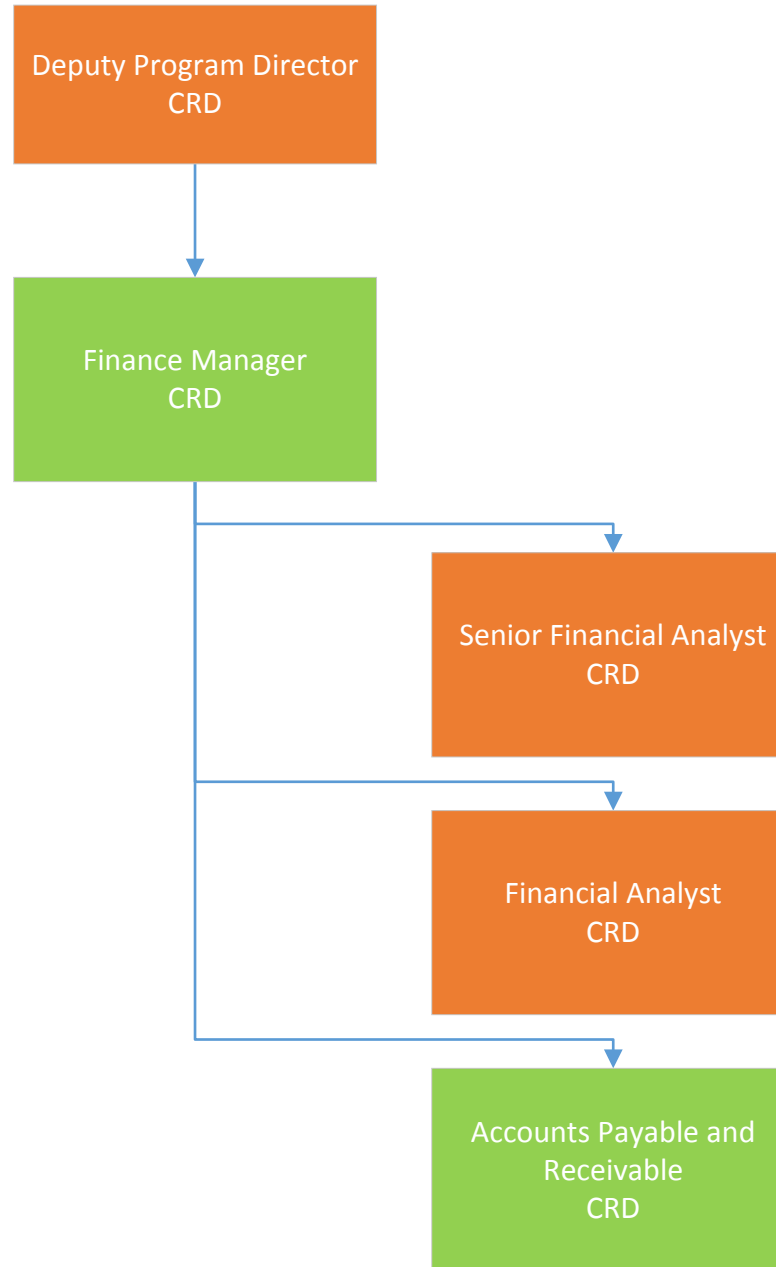 Deputy Program Director
CRD
Finance Manager
CRD
Senior Financial Analyst
CRD
Financial Analyst
CRD
Accounts Payable and
Receivable
CRD